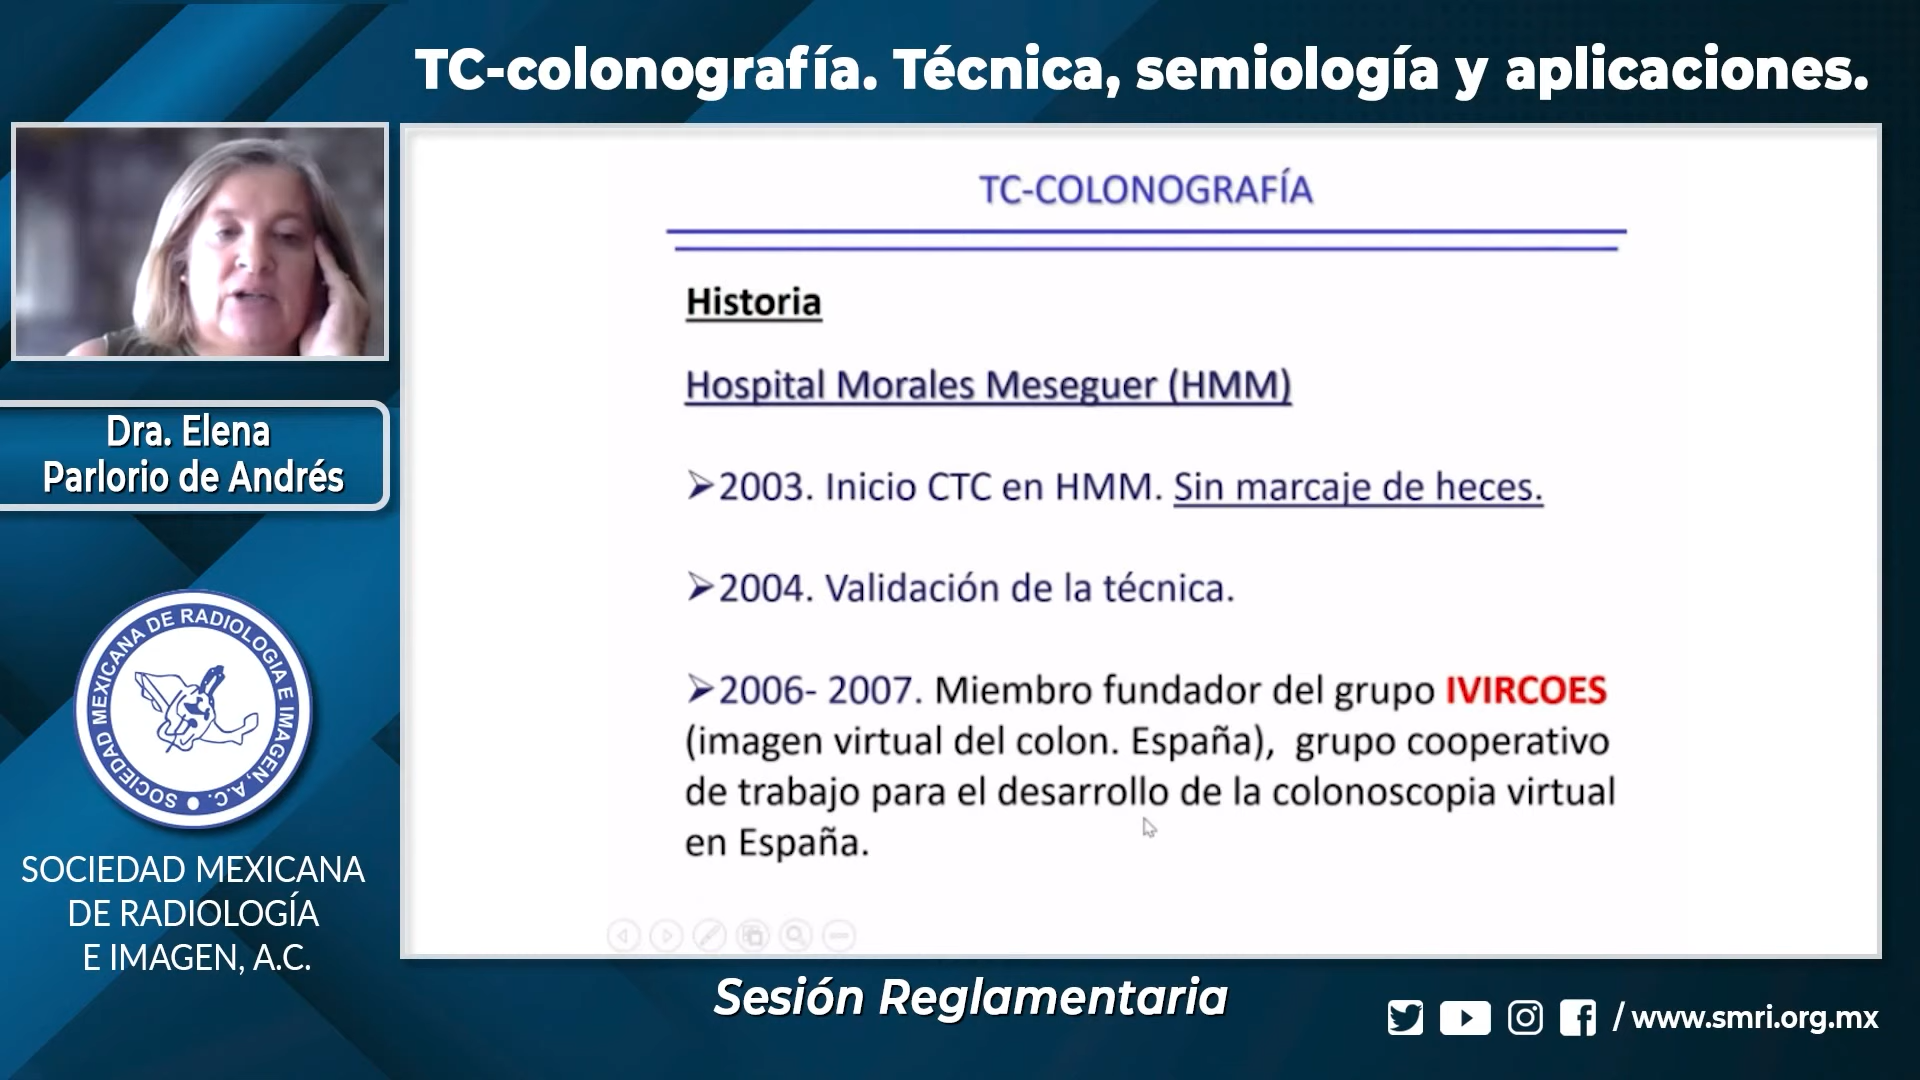 TC-colonografía. Técnica, semiología y aplicaciones.
TC-COLONOGRAFÍA
Historia
Hospital Morales Meseguer (HMM)
➢2003. Inicio CTC en HMM. Sin marcaje de heces.
➢2004. Validación de la técnica.
➢2006- 2007. Miembro fundador del grupo IVIRCOES
(imagen virtual del colon. España), grupo cooperativo
de trabajo para el desarrollo de la colonoscopia virtual
en España.
Dra. Elena
Parlorio de Andrés
SOCIEDAD MEXICANA DE RADIOLOGIA E IMAGEN, A.C.
SOCIEDAD MEXICANA
DE RADIOLOGÍA
E IMAGEN, A.C.
Sesión Reglamentaria
/ www.smri.org.mx